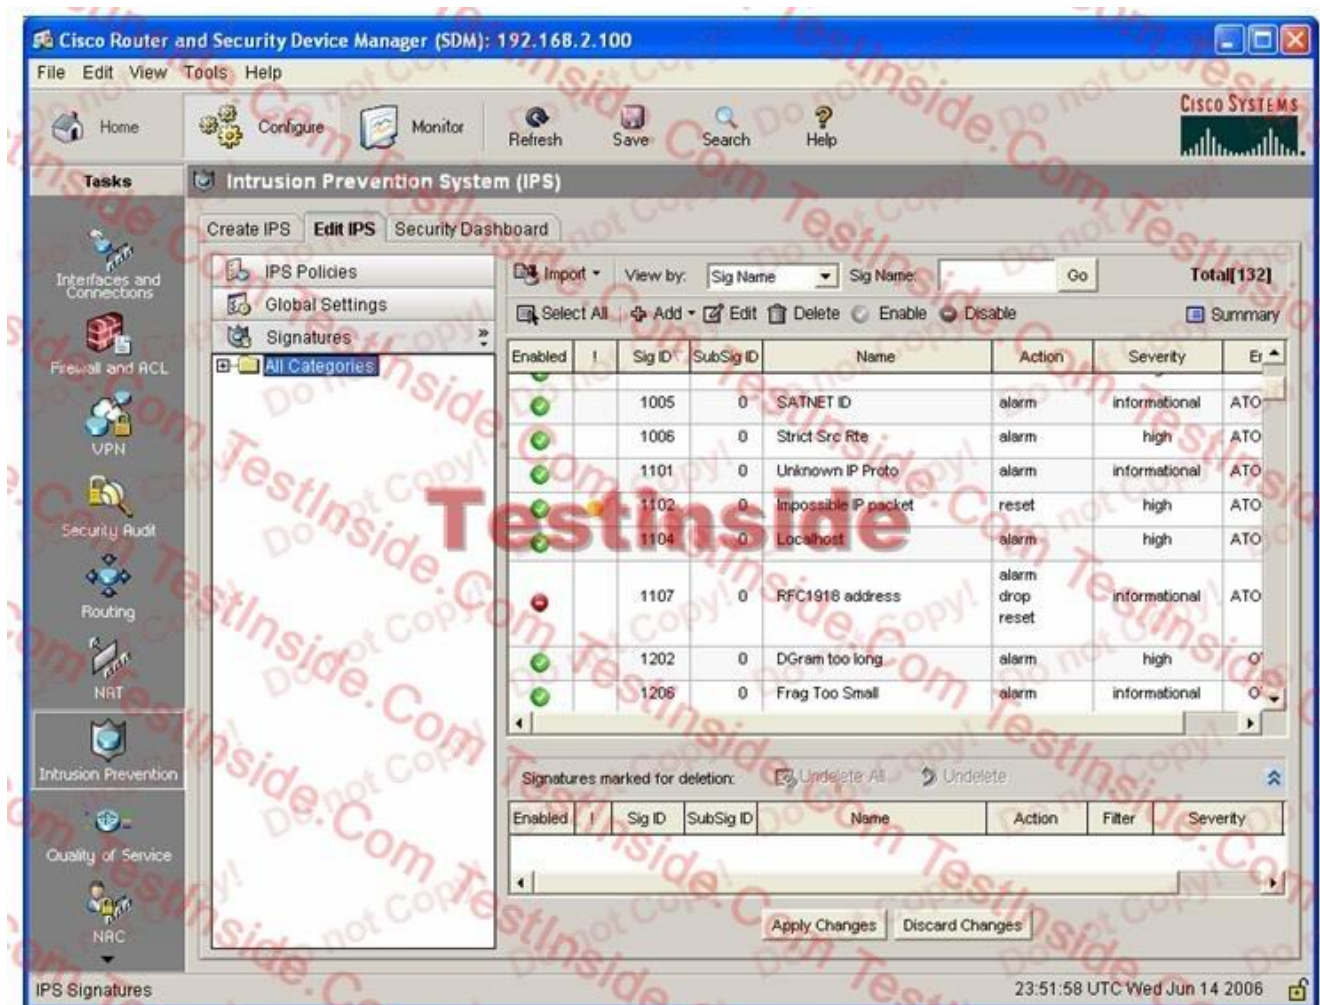 Cisco Router and Security Device Manager (SDM): 192.168.2.100
File Edit View Tools Help
Home Configure Monitor Refresh Save Search Help CISCO SYSTEMS
Tasks Intrusion Prevention System (IPS)
Create IPS Edit IPS Security Dashboard
IPS Policies
Global Settings
Signatures »
All Categories
Import View by: Sig Name Sig Name: Go Total[132]
Select All Add Edit Delete Enable Disable Summary
Enabled ! Sig ID SubSig ID Name Action Severity Er
1005 0 SATNET ID alarm informational ATO
1006 0 Strict Src Rte alarm high ATO
1101 0 Unknown IP Proto alarm informational ATO
1102 0 Impossible IP packet reset high ATO
1104 0 Localhost alarm high ATO
1107 0 RFC1918 address alarm drop reset informational ATO
1202 0 DGram too long alarm high O
1206 0 Frag Too Small alarm informational O
Signatures marked for deletion: Undelete All Undelete
Enabled ! Sig ID SubSig ID Name Action Filter Severity
Apply Changes Discard Changes
Interfaces and
Connections
Firewall and ACL
VPN
Security Audit
Routing
NAT
Intrusion Prevention
Quality of Service
NAC
IPS Signatures 23:51:58 UTC Wed Jun 14 2006
TestInside
TestInside.Com
Do not Copy!